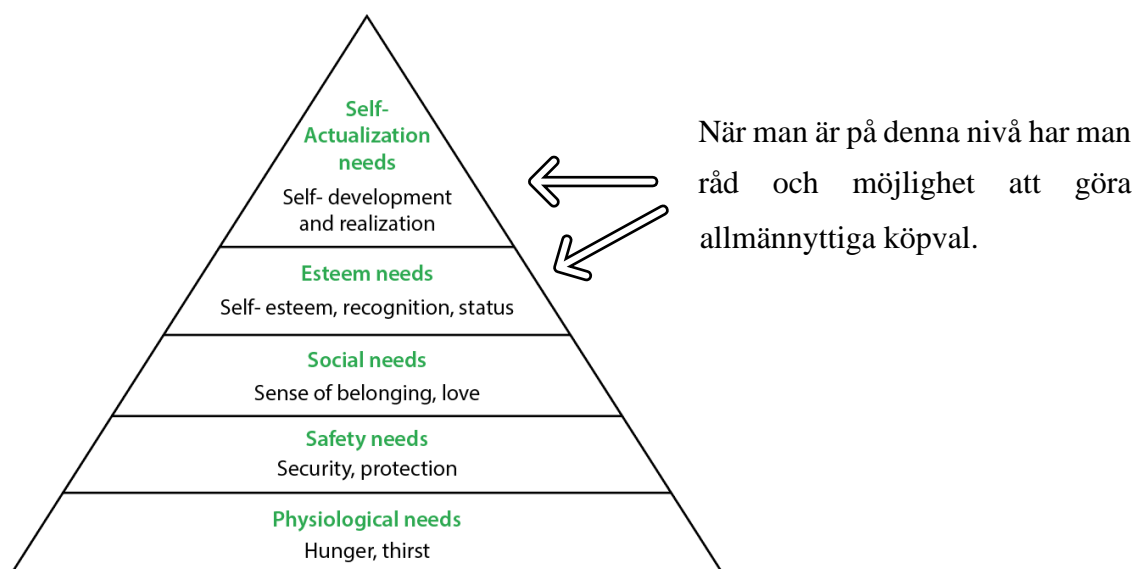 Self-
Actualization
needs
Self- development
and realization
Esteem needs
Self- esteem, recognition, status
Social needs
Sense of belonging, love
Safety needs
Security, protection
Physiological needs
Hunger, thirst
När man är på denna nivå har man
råd och möjlighet att göra
allmännyttiga köpval.